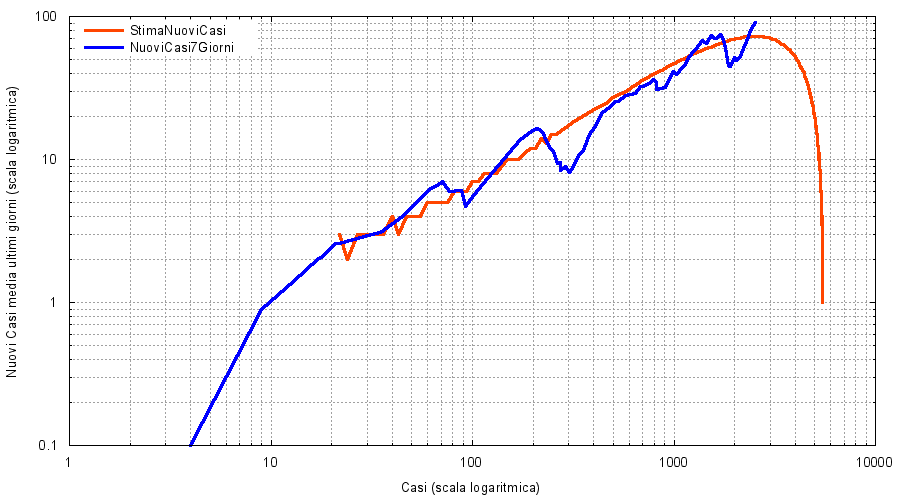 StimaNuoviCasi
NuoviCasi7Giorni
Nuovi Casi media ultimi giorni (scala logaritmica)
100
10
1
0.1
1
10
100
1000
10000
Casi (scala logaritmica)